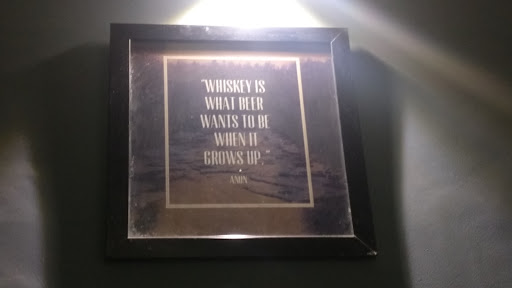 "WHISKEY IS
WHAT BEER
WANTS TO BE
WHEN IT
GROWS UP."
ANON